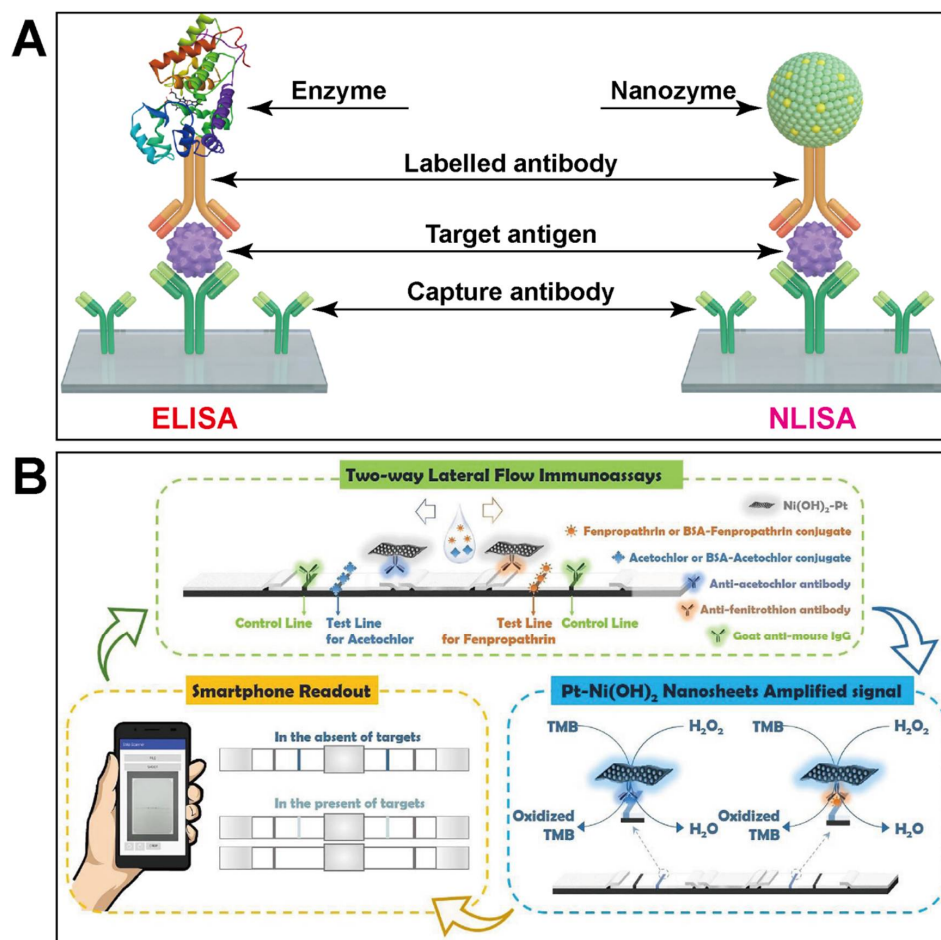 A
Enzyme
Nanozyme
Labelled antibody
Target antigen
Capture antibody
ELISA
NLISA
B
Two-way Lateral Flow Immunoassays
Ni(OH)₂-Pt
Fenpropathrin or BSA-Fenpropathrin conjugate
Acetochlor or BSA-Acetochlor conjugate
Anti-acetochlor antibody
Anti-fenitrothion antibody
Goat anti-mouse IgG
Control Line
Test Line
for Acetochlor
Test Line
for Fenpropathrin
Control Line
Smartphone Readout
In the absent of targets
In the present of targets
Pt-Ni(OH)₂ Nanosheets Amplified signal
TMB
H₂O₂
TMB
H₂O₂
Oxidized
TMB
H₂O
Oxidized
TMB
H₂O